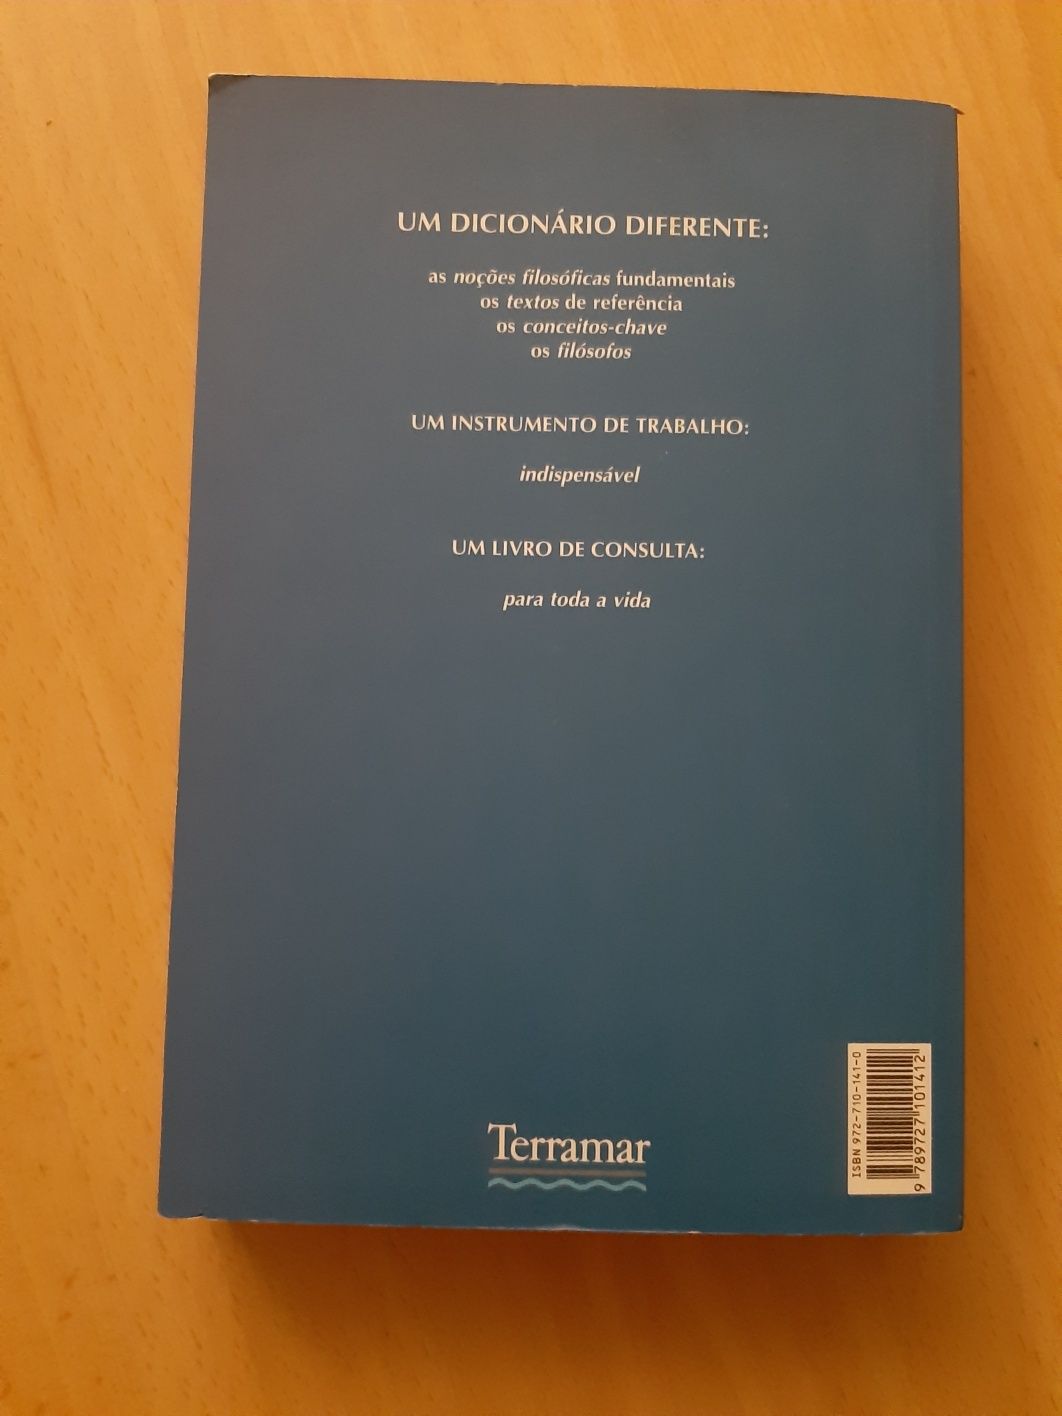 UM DICIONÁRIO DIFERENTE:
as noções filosóficas fundamentais
os textos de referência
os conceitos-chave
os filósofos
UM INSTRUMENTO DE TRABALHO:
indispensável
UM LIVRO DE CONSULTA:
para toda a vida
Terramar
ISBN 972-710-141-0
9 789727 101412